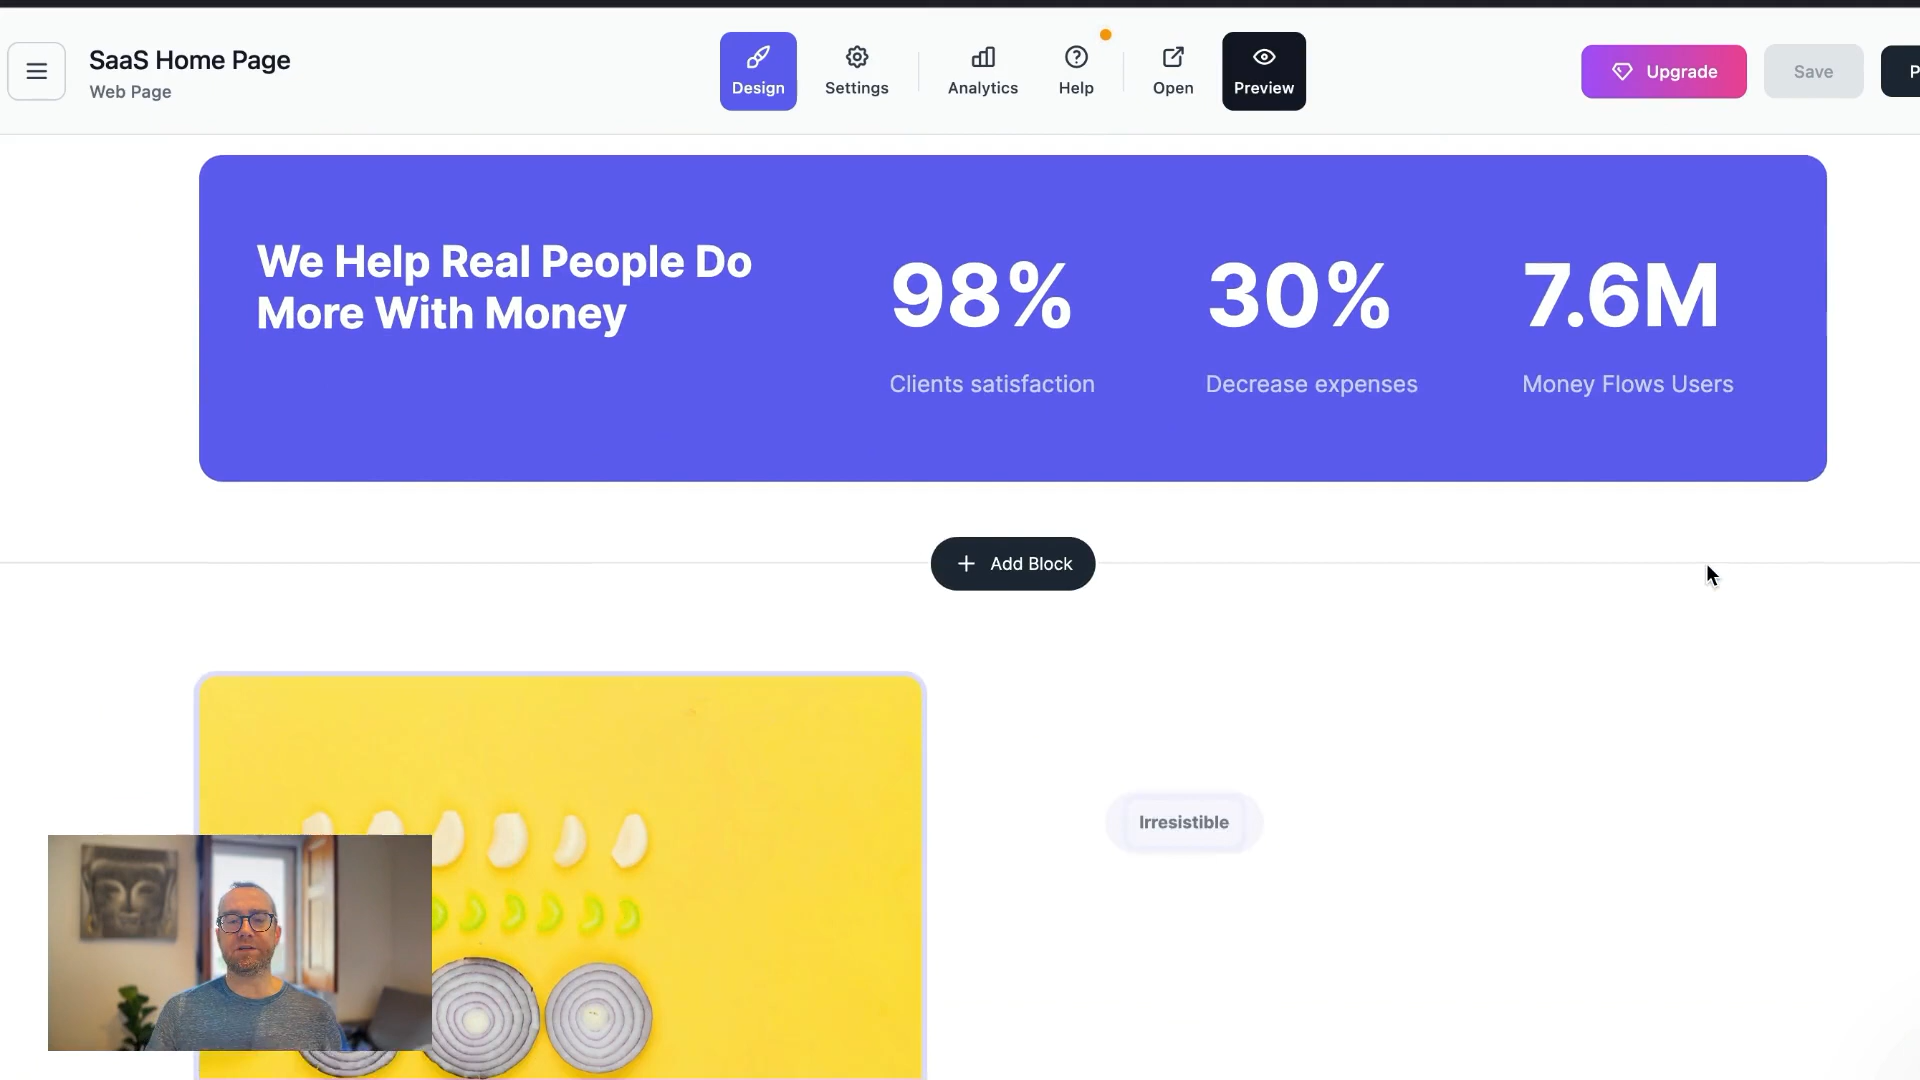 SaaS Home Page
Web Page
Design
Settings
Analytics
Help
Open
Preview
Upgrade
Save
P
We Help Real People Do
More With Money
98%
Clients satisfaction
30%
Decrease expenses
7.6M
Money Flows Users
Add Block
Irresistible